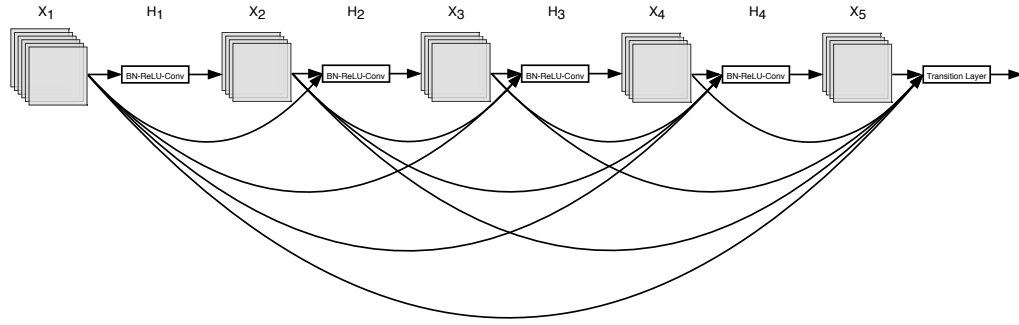 X1 H1 X2 H2 X3 H3 X4 H4 X5
BN-ReLU-Conv BN-ReLU-Conv BN-ReLU-Conv BN-ReLU-Conv Transition Layer